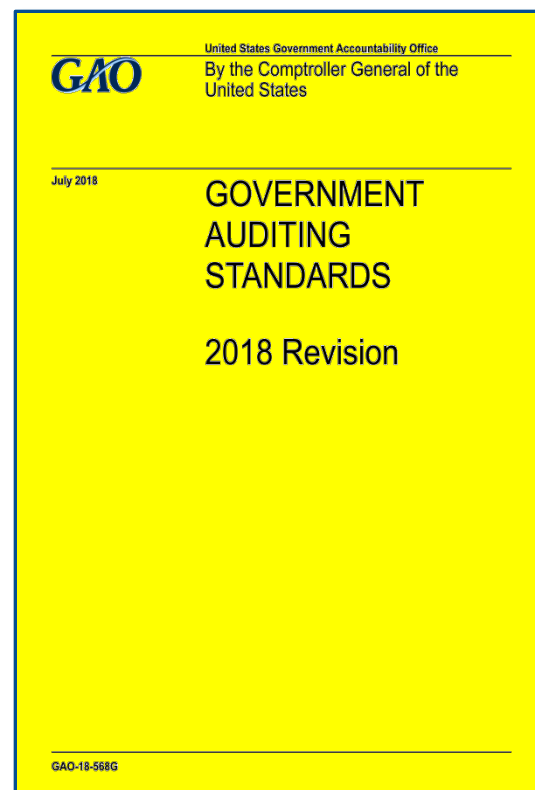 United States Government Accountability Office
GAO
By the Comptroller General of the
United States
July 2018
GOVERNMENT
AUDITING
STANDARDS
2018 Revision
GAO-18-568G